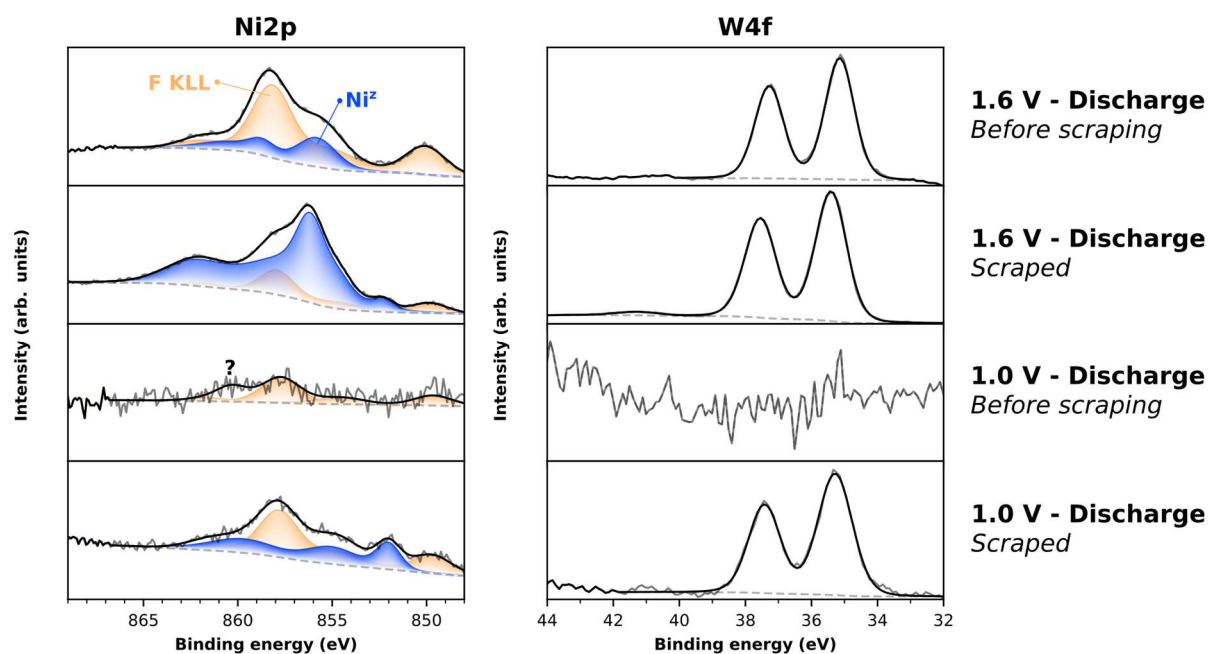 Ni2p
W4f
F KLL
Niᶻ
1.6 V - Discharge
Before scraping
1.6 V - Discharge
Scraped
?
1.0 V - Discharge
Before scraping
1.0 V - Discharge
Scraped
Intensity (arb. units)
Intensity (arb. units)
865 860 855 850
44 42 40 38 36 34 32
Binding energy (eV)
Binding energy (eV)